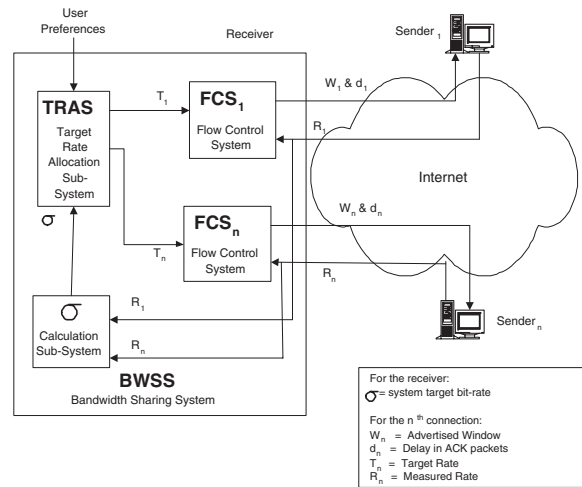 User
Preferences
Receiver
Sender1
TRAS
Target
Rate
Allocation
Sub-
System
σ
T1
FCS1
Flow Control
System
W1 & d1
R1
Internet
Tn
FCSn
Flow Control
System
Wn & dn
Rn
Sendern
σ
Calculation
Sub-System
R1
Rn
BWSS
Bandwidth Sharing System
For the receiver:
σ= system target bit-rate
For the n th connection:
Wn = Advertised Window
dn = Delay in ACK packets
Tn = Target Rate
Rn = Measured Rate